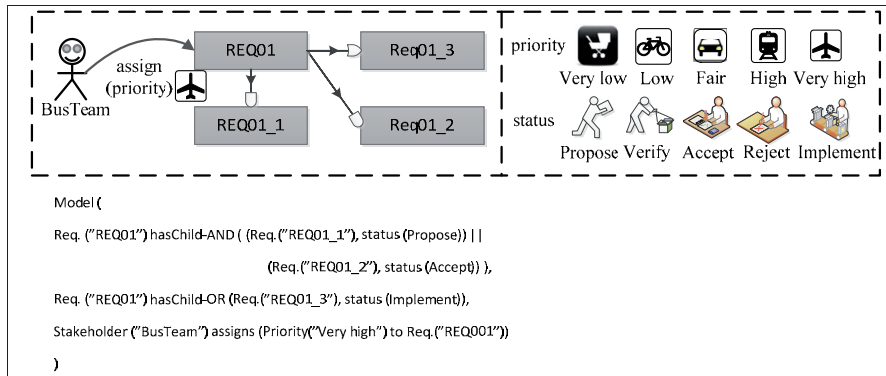 REQ01
Req01_3
assign
(priority)
BusTeam
REQ01_1
Req01_2
priority
Very low Low Fair High Very high
status
Propose Verify Accept Reject Implement
Model (
Req. ("REQ01") hasChild-AND ( (Req.("REQ01_1"), status (Propose)) ||
(Req.("REQ01_2"), status (Accept)) ),
Req. ("REQ01") hasChild-OR (Req.("REQ01_3"), status (Implement)),
Stakeholder ("BusTeam") assigns (Priority("Very high") to Req.("REQ001"))
)